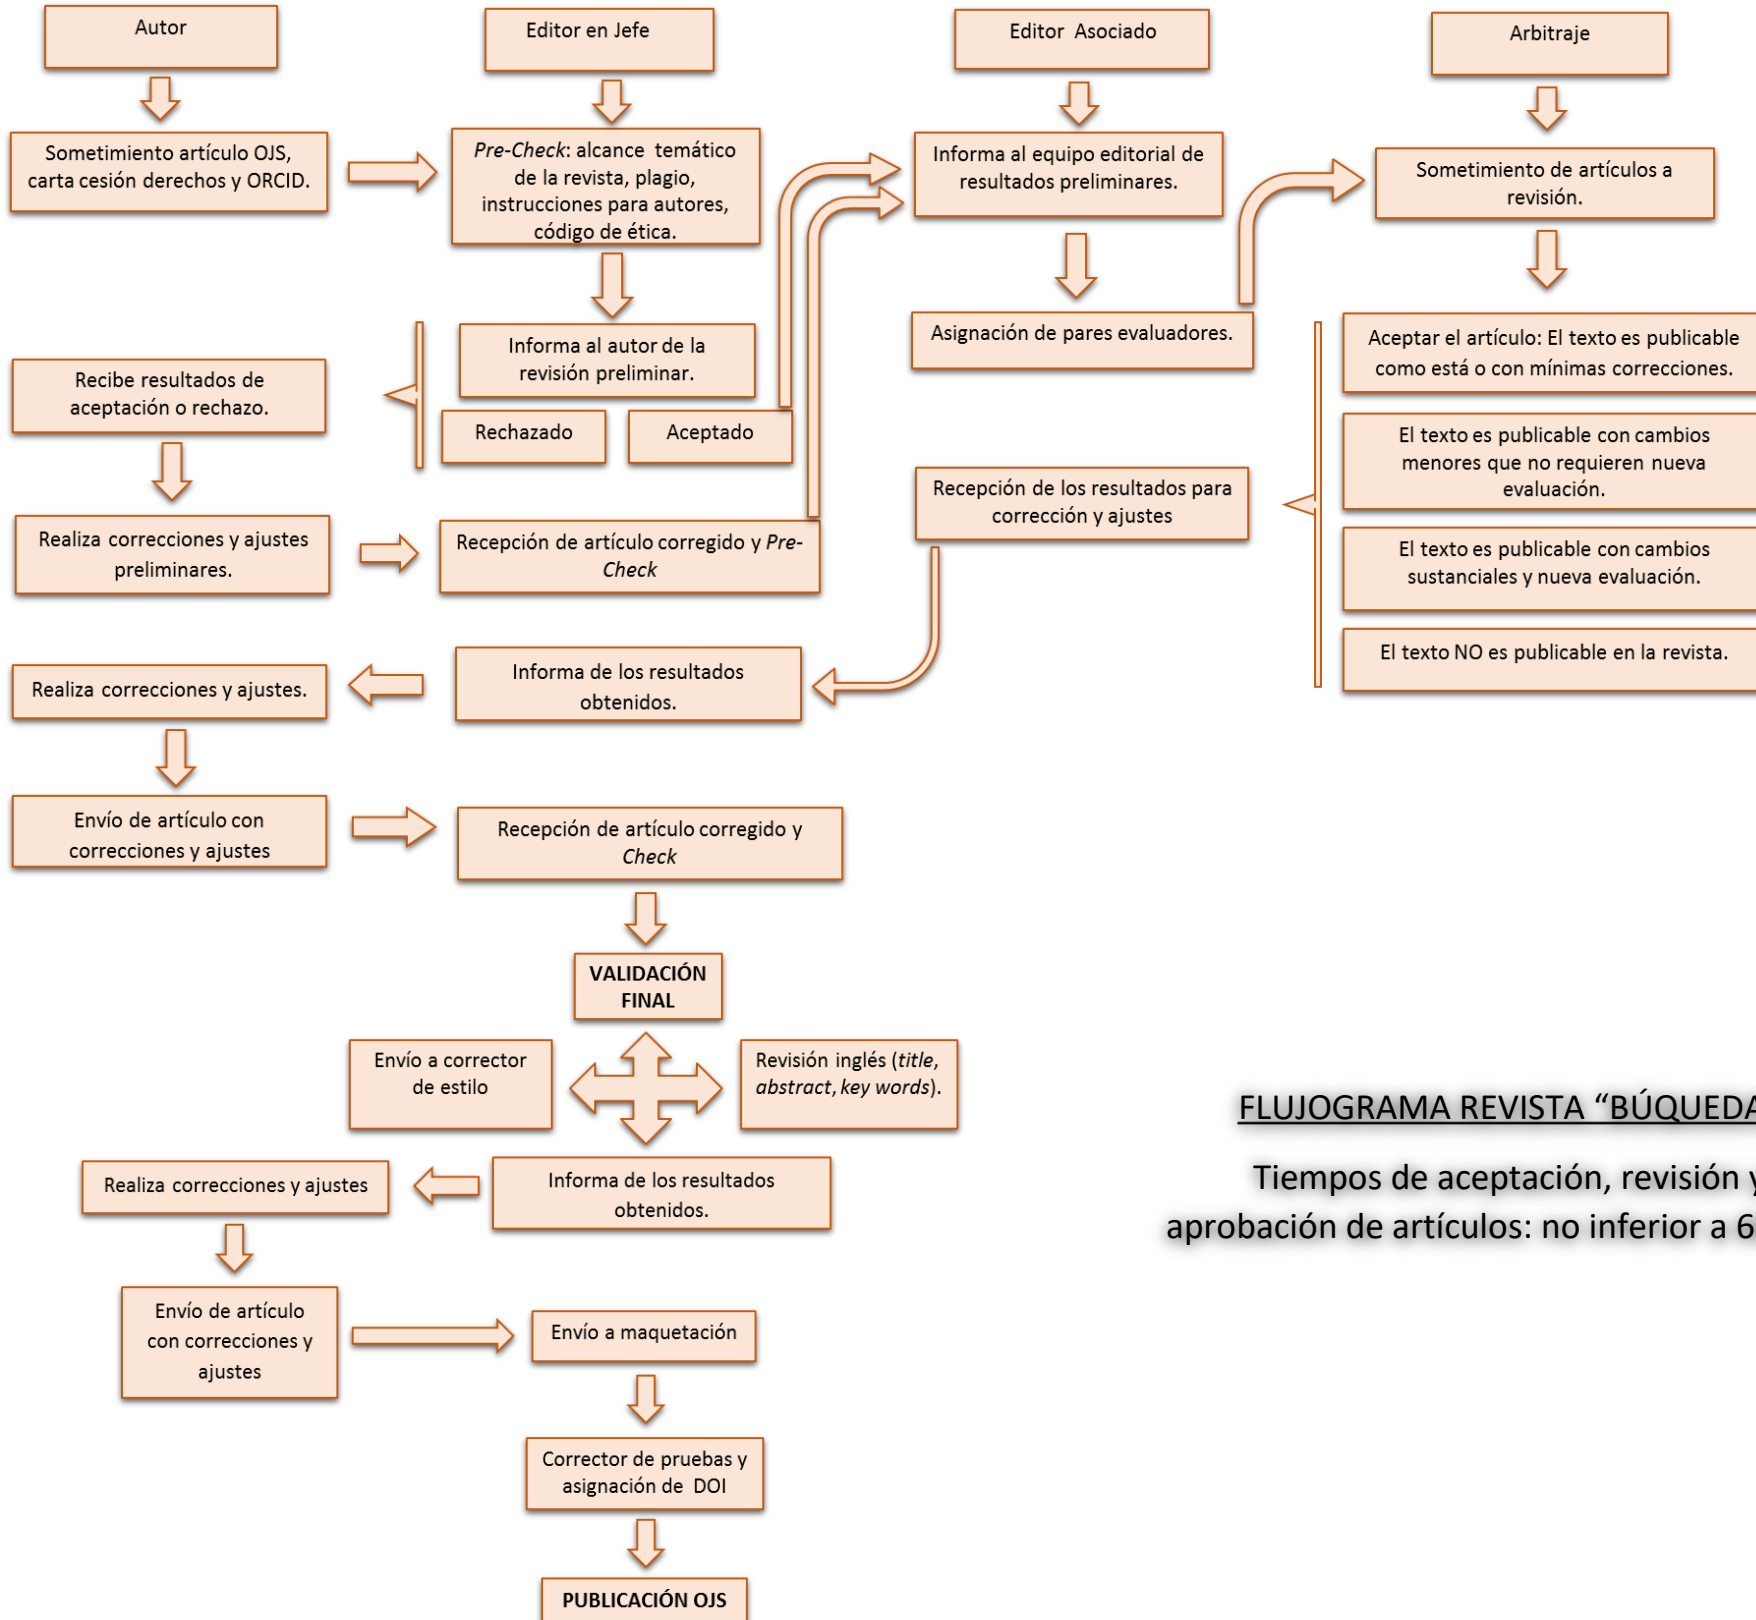 Autor
Editor en Jefe
Editor Asociado
Arbitraje
Sometimiento artículo OJS,
carta cesión derechos y ORCID.
Pre-Check: alcance temático
de la revista, plagio,
instrucciones para autores,
código de ética.
Informa al equipo editorial de
resultados preliminares.
Sometimiento de artículos a
revisión.
Informa al autor de la
revisión preliminar.
Asignación de pares evaluadores.
Aceptar el artículo: El texto es publicable
como está o con mínimas correcciones.
Recibe resultados de
aceptación o rechazo.
Rechazado
Aceptado
El texto es publicable con cambios
menores que no requieren nueva
evaluación.
Recepción de los resultados para
corrección y ajustes
Realiza correcciones y ajustes
preliminares.
Recepción de artículo corregido y Pre-
Check
El texto es publicable con cambios
sustanciales y nueva evaluación.
El texto NO es publicable en la revista.
Realiza correcciones y ajustes.
Informa de los resultados
obtenidos.
Envío de artículo con
correcciones y ajustes
Recepción de artículo corregido y
Check
VALIDACIÓN
FINAL
Envío a corrector
de estilo
Revisión inglés (title,
abstract, key words).
Realiza correcciones y ajustes
Informa de los resultados
obtenidos.
Envío de artículo
con correcciones y
ajustes
Envío a maquetación
Corrector de pruebas y
asignación de DOI
PUBLICACIÓN OJS
FLUJOGRAMA REVISTA “BÚQUEDA
Tiempos de aceptación, revisión y
aprobación de artículos: no inferior a 6